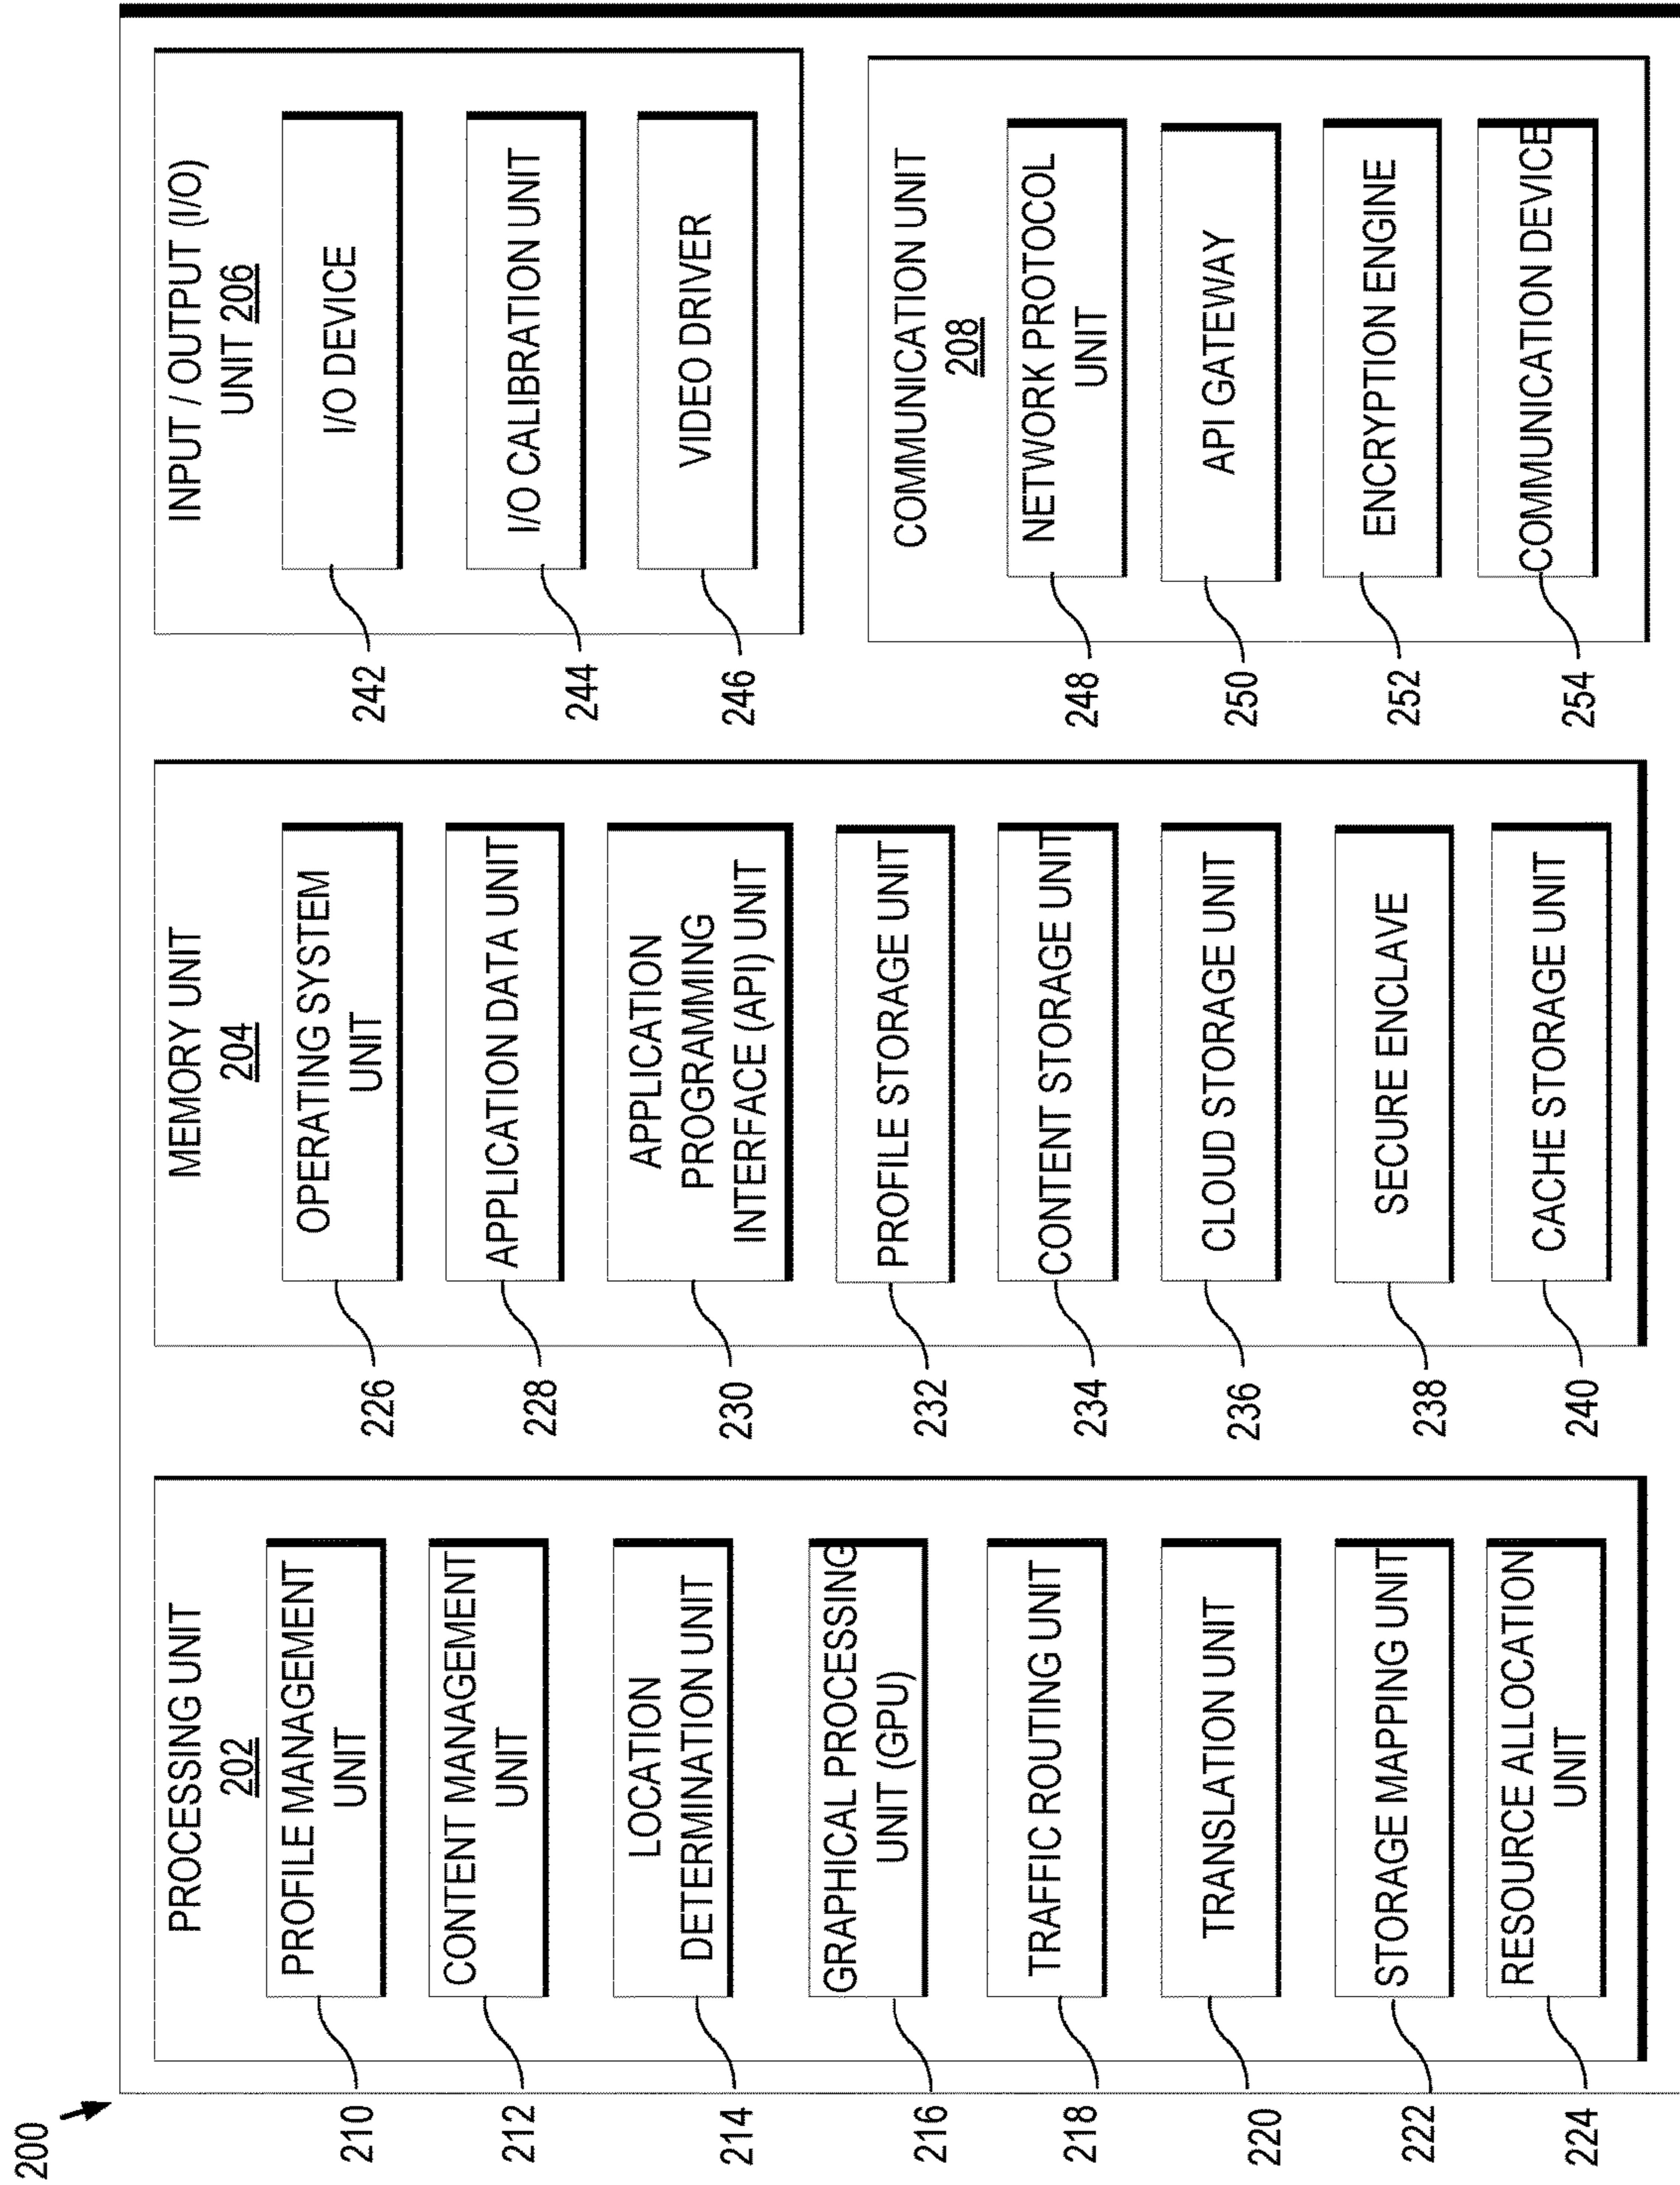 200
PROCESSING UNIT
202
210
PROFILE MANAGEMENT
UNIT
212
CONTENT MANAGEMENT
UNIT
214
LOCATION
DETERMINATION UNIT
216
GRAPHICAL PROCESSING
UNIT (GPU)
218
TRAFFIC ROUTING UNIT
220
TRANSLATION UNIT
222
STORAGE MAPPING UNIT
224
RESOURCE ALLOCATION
UNIT
MEMORY UNIT
204
226
OPERATING SYSTEM
UNIT
228
APPLICATION DATA UNIT
230
APPLICATION
PROGRAMMING
INTERFACE (API) UNIT
232
PROFILE STORAGE UNIT
234
CONTENT STORAGE UNIT
236
CLOUD STORAGE UNIT
238
SECURE ENCLAVE
240
CACHE STORAGE UNIT
INPUT / OUTPUT (I/O)
UNIT 206
242
I/O DEVICE
244
I/O CALIBRATION UNIT
246
VIDEO DRIVER
COMMUNICATION UNIT
208
248
NETWORK PROTOCOL
UNIT
250
API GATEWAY
252
ENCRYPTION ENGINE
254
COMMUNICATION DEVICE